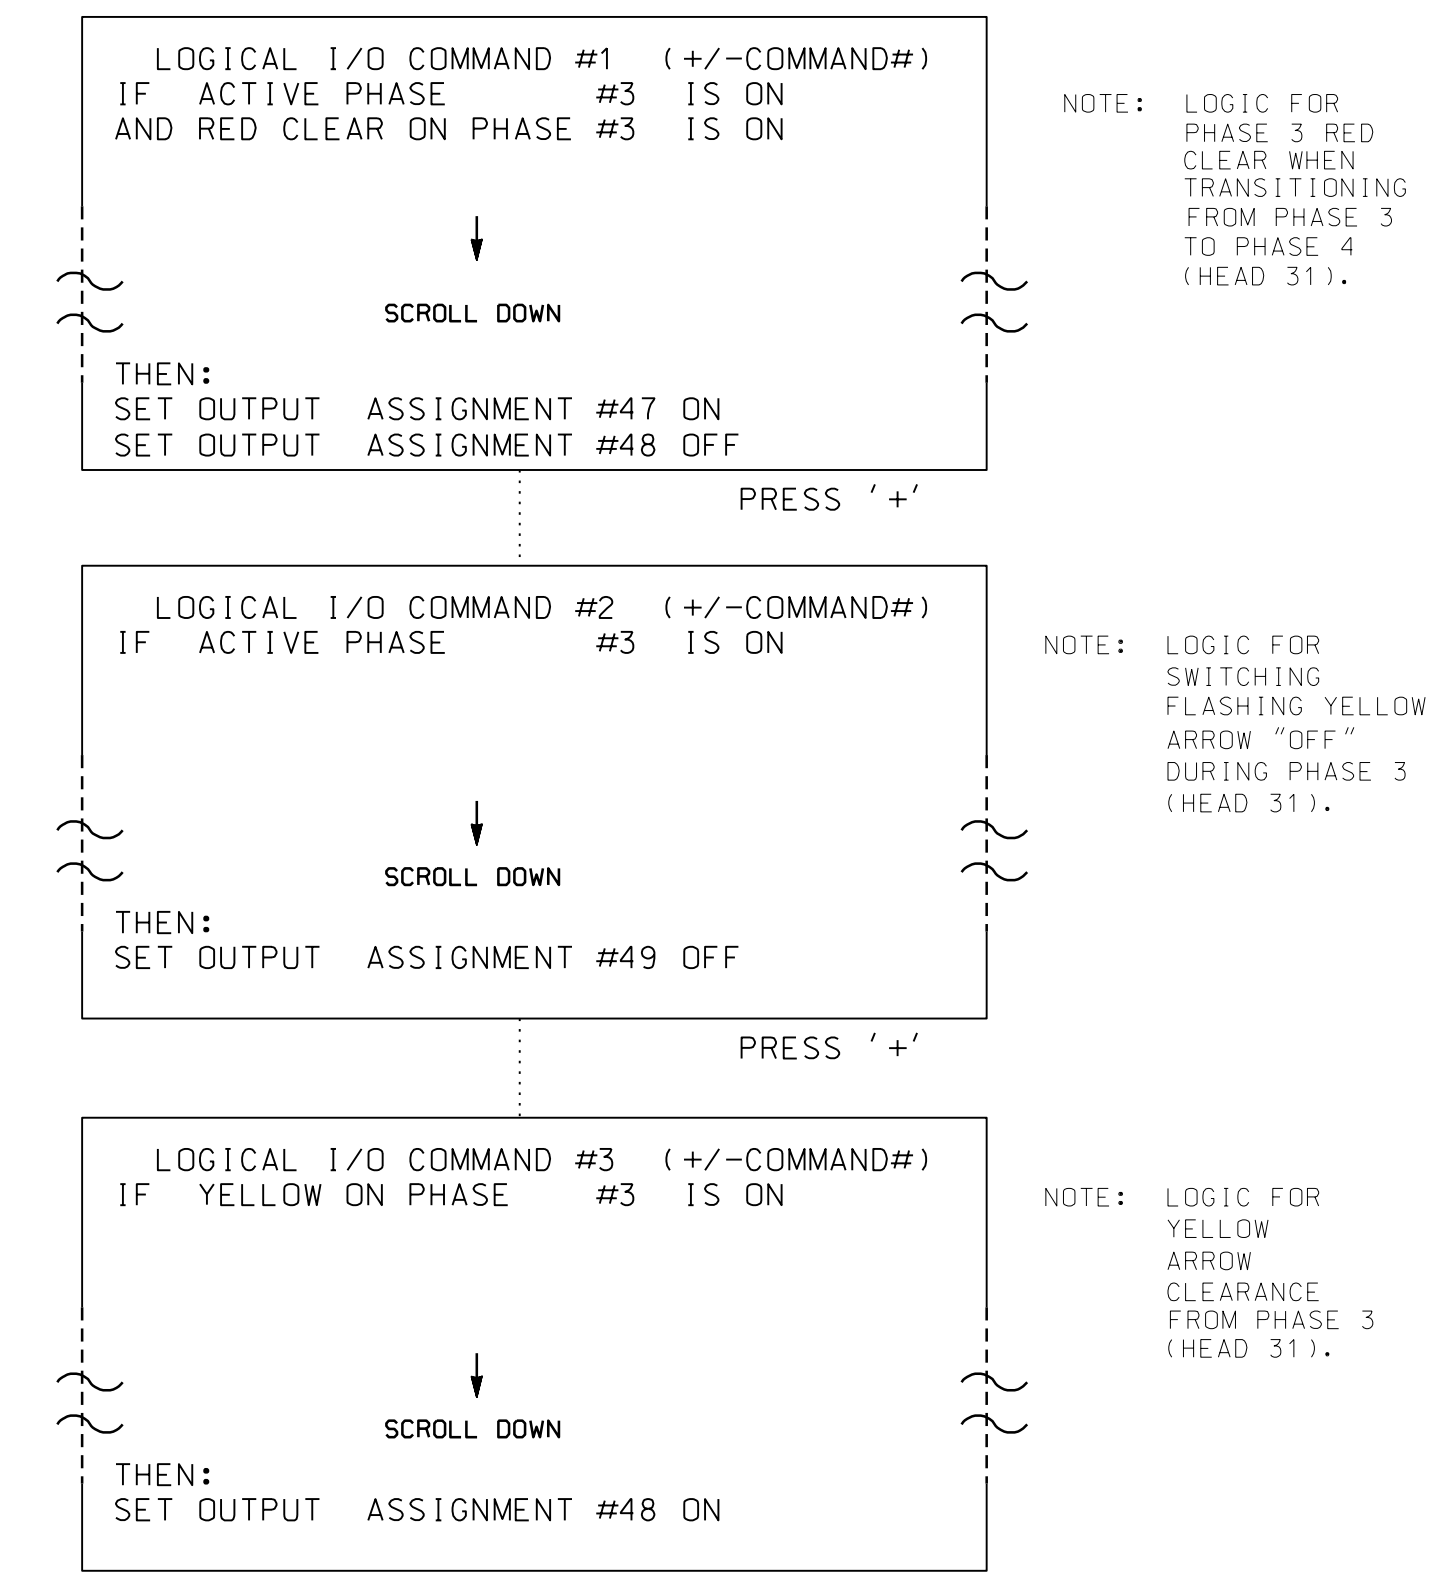 LOGICAL I/O COMMAND #1 (+/-COMMAND#)
IF ACTIVE PHASE #3 IS ON
AND RED CLEAR ON PHASE #3 IS ON
SCROLL DOWN
THEN:
SET OUTPUT ASSIGNMENT #47 ON
SET OUTPUT ASSIGNMENT #48 OFF
NOTE: LOGIC FOR
PHASE 3 RED
CLEAR WHEN
TRANSITIONING
FROM PHASE 3
TO PHASE 4
(HEAD 31).
PRESS '+'
LOGICAL I/O COMMAND #2 (+/-COMMAND#)
IF ACTIVE PHASE #3 IS ON
SCROLL DOWN
THEN:
SET OUTPUT ASSIGNMENT #49 OFF
NOTE: LOGIC FOR
SWITCHING
FLASHING YELLOW
ARROW "OFF"
DURING PHASE 3
(HEAD 31).
PRESS '+'
LOGICAL I/O COMMAND #3 (+/-COMMAND#)
IF YELLOW ON PHASE #3 IS ON
SCROLL DOWN
THEN:
SET OUTPUT ASSIGNMENT #48 ON
NOTE: LOGIC FOR
YELLOW
ARROW
CLEARANCE
FROM PHASE 3
(HEAD 31).